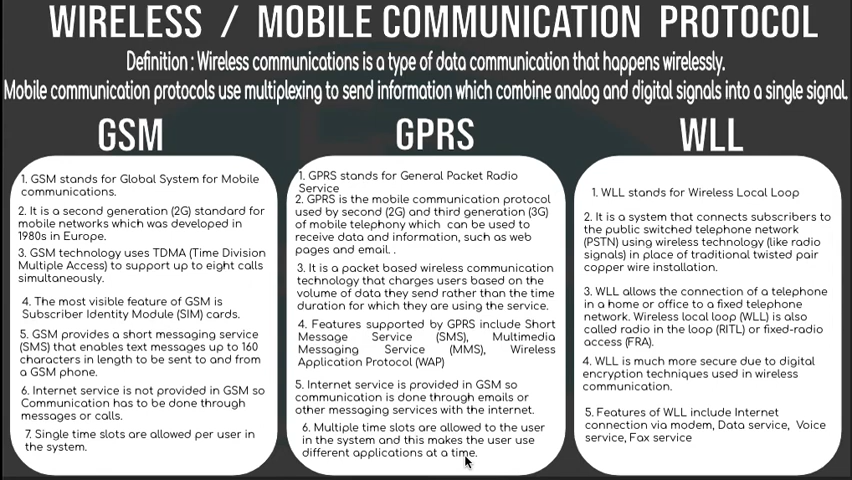 WIRELESS / MOBILE COMMUNICATION PROTOCOL
Definition : Wireless communications is a type of data communication that happens wirelessly.
Mobile communication protocols use multiplexing to send information which combine analog and digital signals into a single signal.
GSM
1. GSM stands for Global System for Mobile
communications.
2. It is a second generation (2G) standard for
mobile networks which was developed in
1980s in Europe.
3. GSM technology uses TDMA (Time Division
Multiple Access) to support up to eight calls
simultaneously.
4. The most visible feature of GSM is
Subscriber Identity Module (SIM) cards.
5. GSM provides a short messaging service
(SMS) that enables text messages up to 160
characters in length to be sent to and from
a GSM phone.
6. Internet service is not provided in GSM so
Communication has to be done through
messages or calls.
7. Single time slots are allowed per user in
the system.
GPRS
1. GPRS stands for General Packet Radio
Service
2. GPRS is the mobile communication protocol
used by second (2G) and third generation (3G)
of mobile telephony which can be used to
receive data and information, such as web
pages and email. .
3. It is a packet based wireless communication
technology that charges users based on the
volume of data they send rather than the time
duration for which they are using the service.
4. Features supported by GPRS include Short
Message Service (SMS), Multimedia
Messaging Service (MMS), Wireless
Application Protocol (WAP)
5. Internet service is provided in GSM so
communication is done through emails or
other messaging services with the internet.
6. Multiple time slots are allowed to the user
in the system and this makes the user use
different applications at a time.
WLL
1. WLL stands for Wireless Local Loop
2. It is a system that connects subscribers to
the public switched telephone network
(PSTN) using wireless technology (like radio
signals) in place of traditional twisted pair
copper wire installation.
3. WLL allows the connection of a telephone
in a home or office to a fixed telephone
network. Wireless local loop (WLL) is also
called radio in the loop (RITL) or fixed-radio
access (FRA).
4. WLL is much more secure due to digital
encryption techniques used in wireless
communication.
5. Features of WLL include Internet
connection via modem, Data service, Voice
service, Fax service